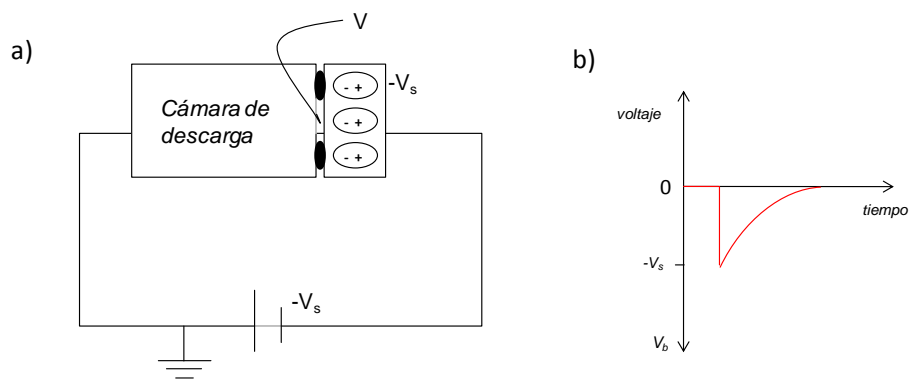 a)
V
Cámara de
descarga
-Vs
- +
- +
- +
-Vs
b)
voltaje
0
tiempo
-Vs
Vb